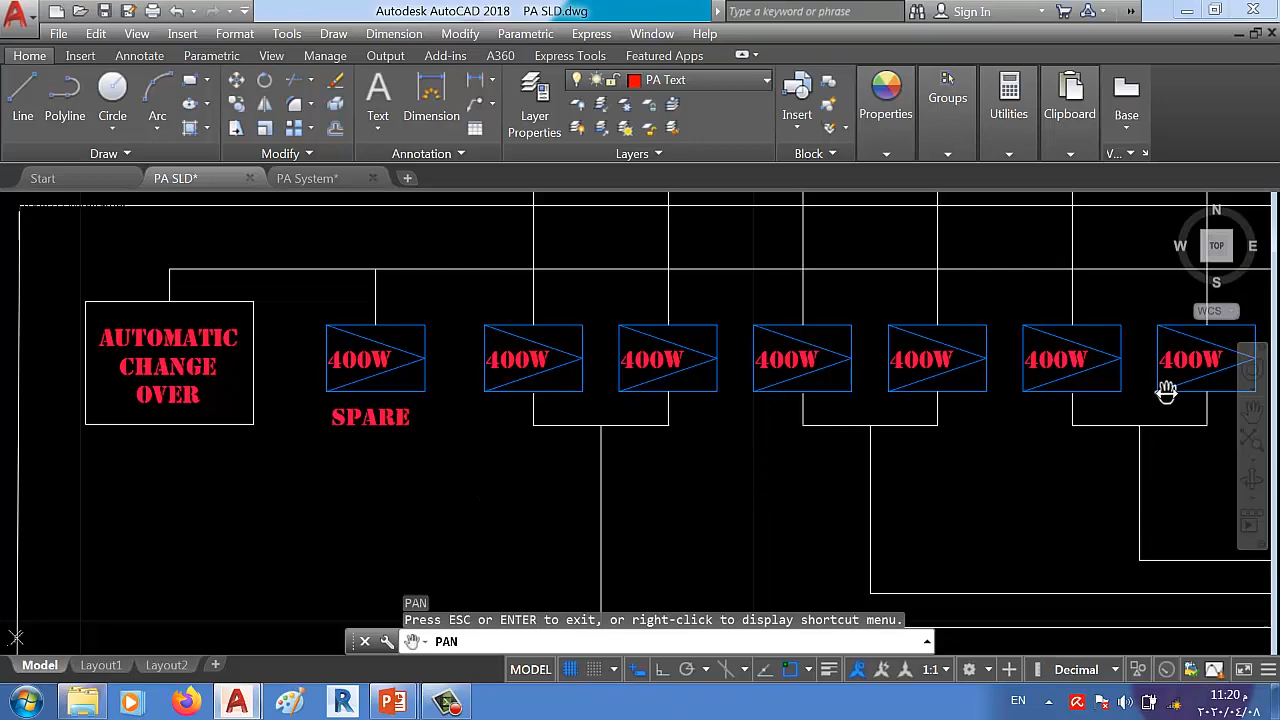 Autodesk AutoCAD 2018 PA SLD.dwg
Type a keyword or phrase
Sign In
File Edit View Insert Format Tools Draw Dimension Modify Parametric Express Window Help
Home Insert Annotate Parametric View Manage Output Add-ins A360 Express Tools Featured Apps
PA Text
Line Polyline Circle Arc
Text Dimension
Layer
Properties
Insert
Properties
Groups
Utilities
Clipboard
Base
Draw Modify Annotation Layers Block V...
Start PA SLD* PA System*
N
W TOP E
S
WCS
AUTOMATIC
CHANGE
OVER
400W 400W 400W 400W 400W 400W 400W
SPARE
PAN
Press ESC or ENTER to exit, or right-click to display shortcut menu.
PAN
Model Layout1 Layout2
MODEL 1:1 Decimal
EN
11:20 م
٢٠٢٠/٠٤/٠٨